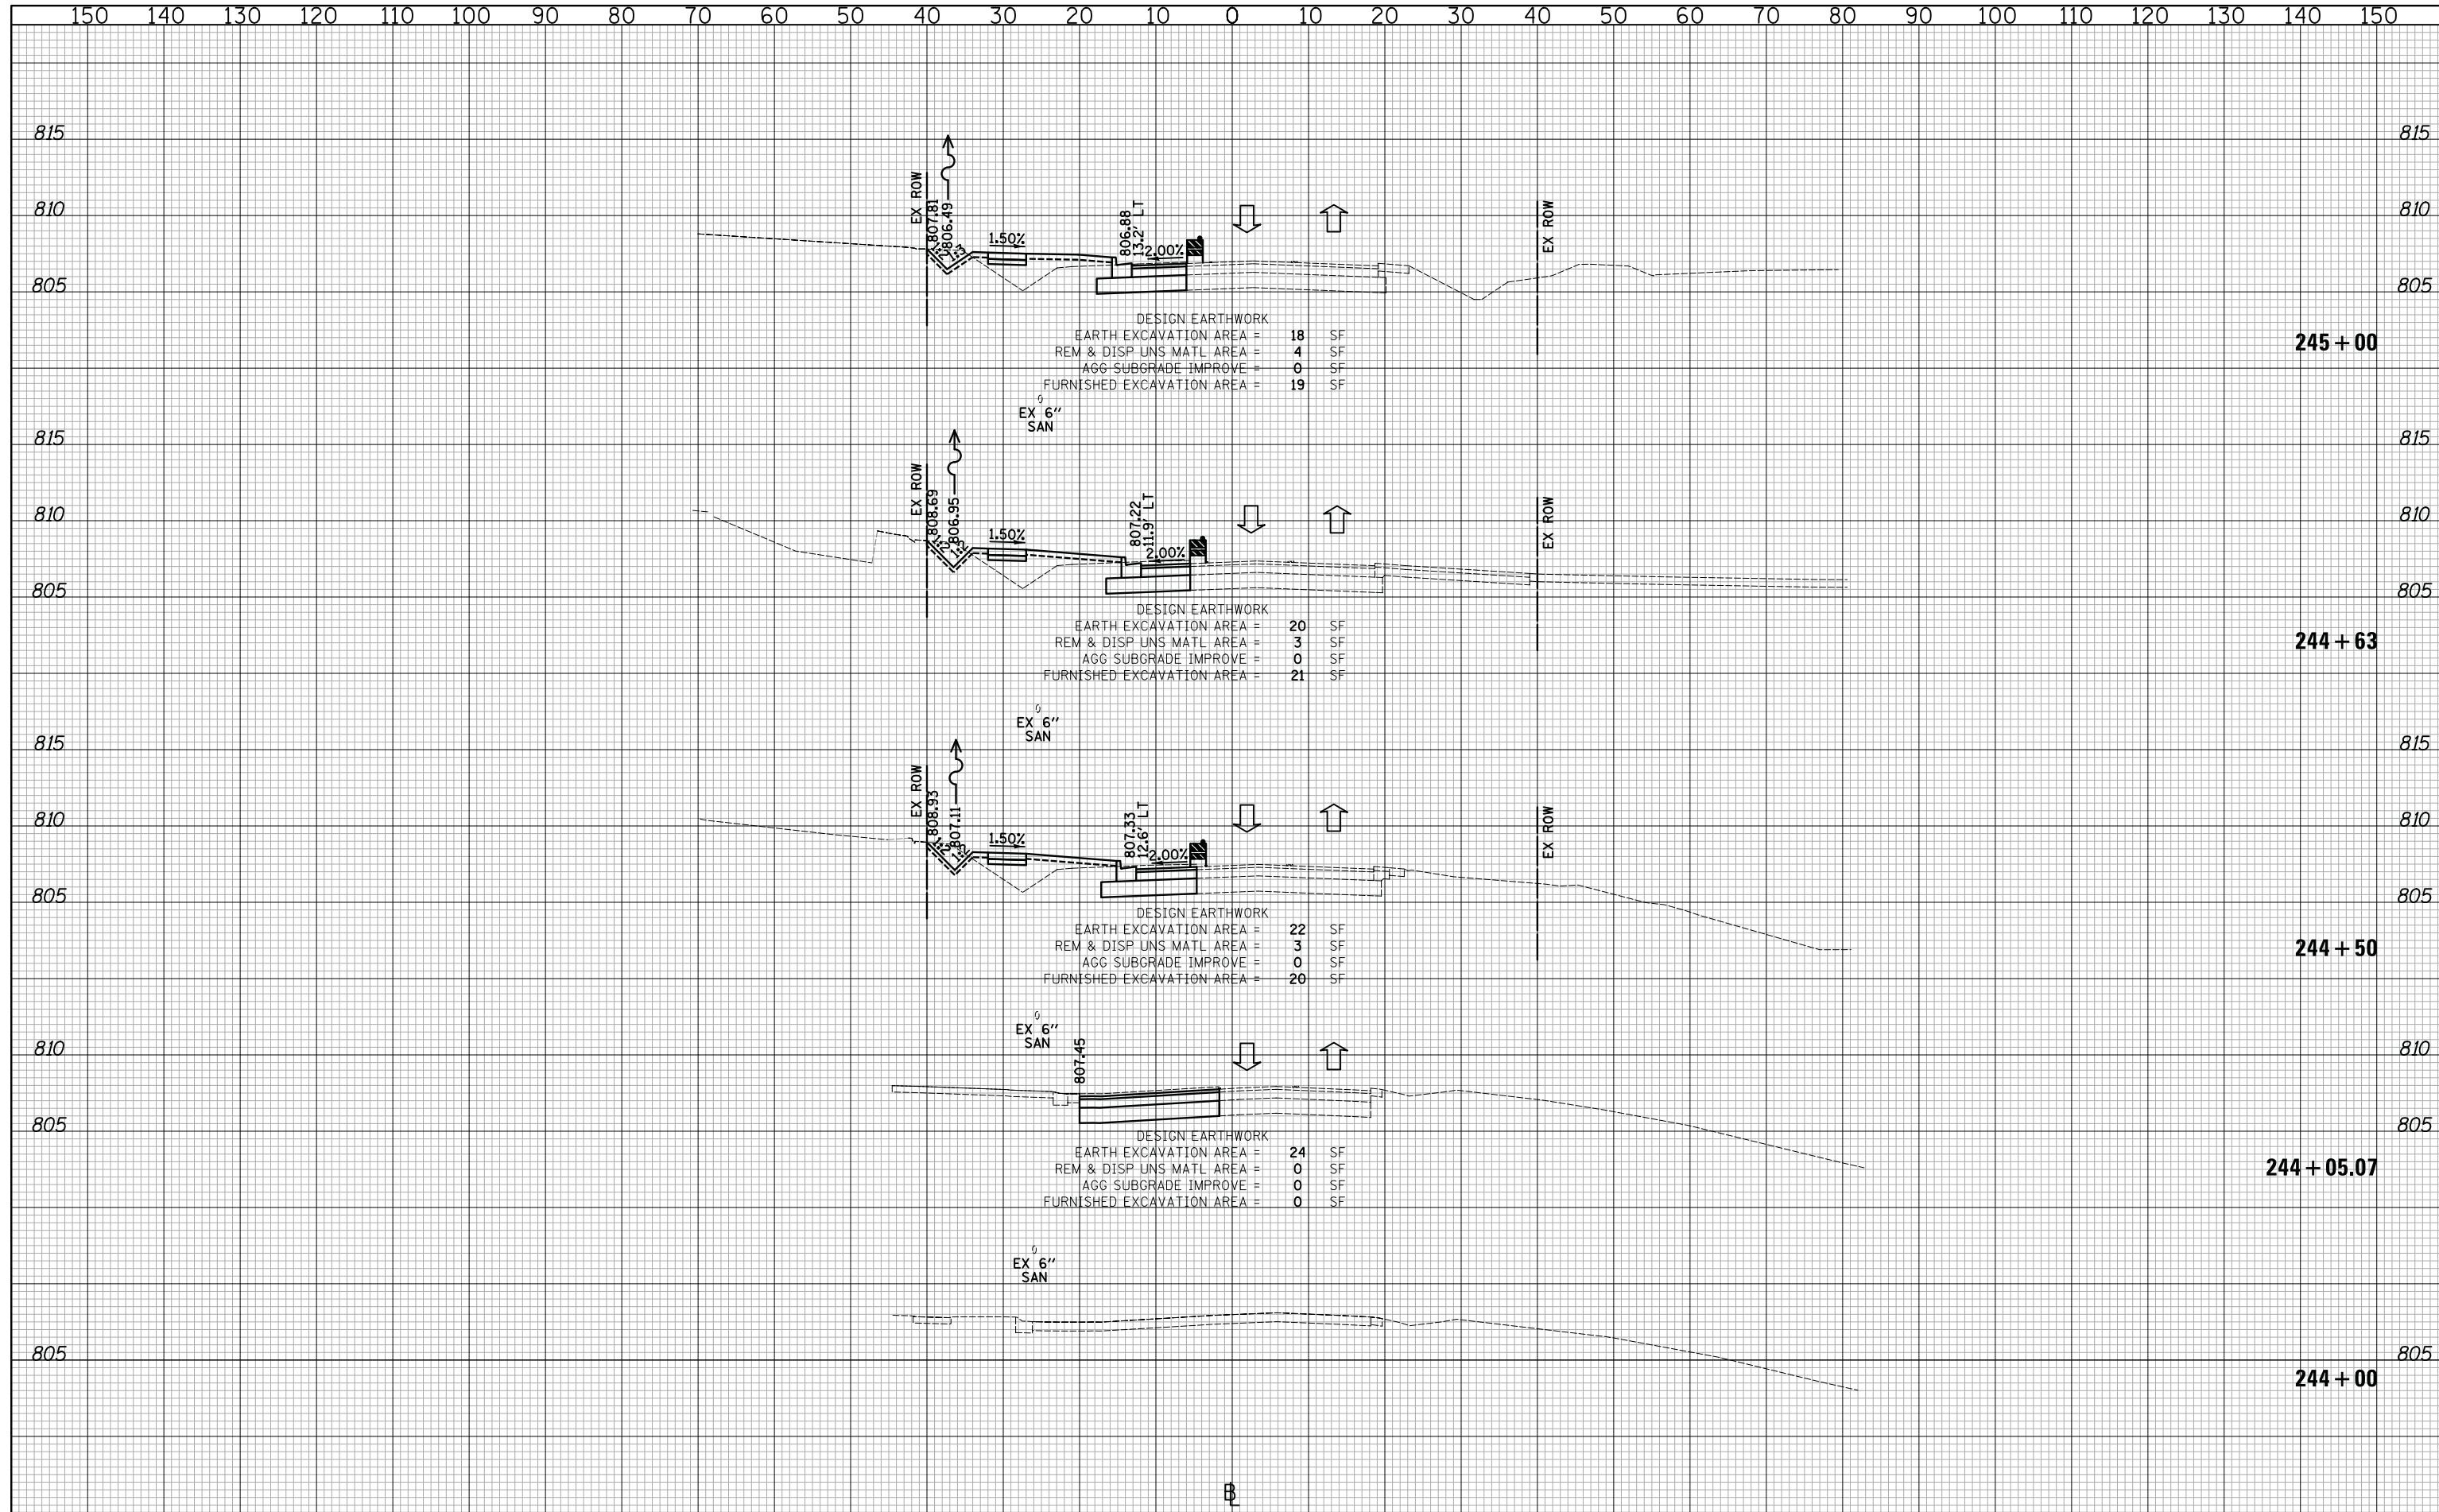 150 140 130 120 110 100 90 80 70 60 50 40 30 20 10 0 10 20 30 40 50 60 70 80 90 100 110 120 130 140 150
815 815
EX ROW
807.81
806.49
1.50%
806.88
13.2' LT
2.00%
EX ROW
810 810
1:3
805 805
DESIGN EARTHWORK
EARTH EXCAVATION AREA = 18 SF
REM & DISP UNS MATL AREA = 4 SF
AGG SUBGRADE IMPROVE = 0 SF
FURNISHED EXCAVATION AREA = 19 SF
245+00
EX 6"
SAN
815 815
EX ROW
808.69
806.95
1.50%
807.22
11.9' LT
2.00%
EX ROW
810 810
1:2
1:3
805 805
DESIGN EARTHWORK
EARTH EXCAVATION AREA = 20 SF
REM & DISP UNS MATL AREA = 3 SF
AGG SUBGRADE IMPROVE = 0 SF
FURNISHED EXCAVATION AREA = 21 SF
244+63
EX 6"
SAN
815 815
EX ROW
808.93
807.11
1.50%
807.33
12.6' LT
2.00%
EX ROW
810 810
1:3
805 805
DESIGN EARTHWORK
EARTH EXCAVATION AREA = 22 SF
REM & DISP UNS MATL AREA = 3 SF
AGG SUBGRADE IMPROVE = 0 SF
FURNISHED EXCAVATION AREA = 20 SF
244+50
EX 6"
SAN
810 810
807.45
805 805
DESIGN EARTHWORK
EARTH EXCAVATION AREA = 24 SF
REM & DISP UNS MATL AREA = 0 SF
AGG SUBGRADE IMPROVE = 0 SF
FURNISHED EXCAVATION AREA = 0 SF
244+05.07
EX 6"
SAN
805 805
244+00
BL